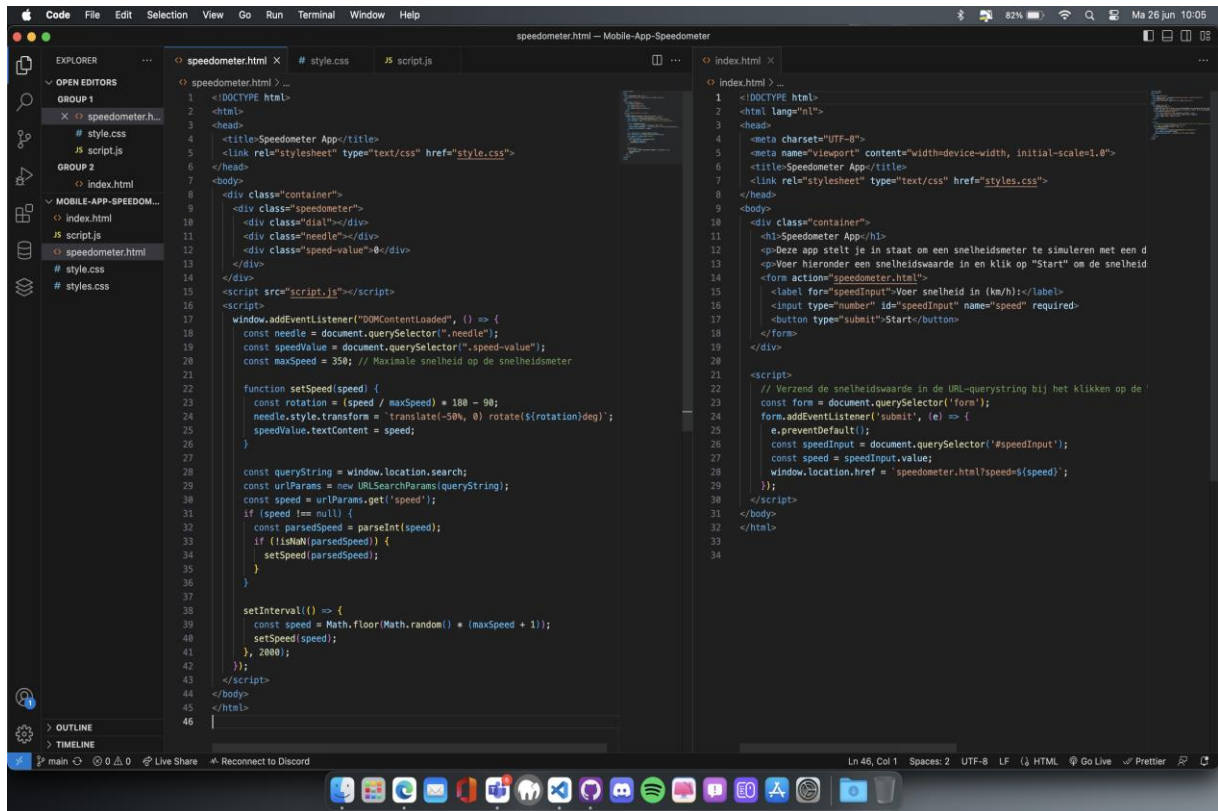 Code File Edit Selection View Go Run Terminal Window Help
82% Ma 26 jun 10:05
speedometer.html — Mobile-App-Speedometer
EXPLORER
OPEN EDITORS
GROUP 1
speedometer.h...
# style.css
JS script.js
GROUP 2
index.html
MOBILE-APP-SPEEDOM...
index.html
JS script.js
speedometer.html
# style.css
# styles.css
OUTLINE
TIMELINE
speedometer.html # style.css JS script.js
speedometer.html > ...
1 <!DOCTYPE html>
2 <html>
3 <head>
4 <title>Speedometer App</title>
5 <link rel="stylesheet" type="text/css" href="style.css">
6 </head>
7 <body>
8 <div class="container">
9 <div class="speedometer">
10 <div class="dial"></div>
11 <div class="needle"></div>
12 <div class="speed-value">0</div>
13 </div>
14 </div>
15 <script src="script.js"></script>
16 <script>
17 window.addEventListener("DOMContentLoaded", () => {
18 const needle = document.querySelector(".needle");
19 const speedValue = document.querySelector(".speed-value");
20 const maxSpeed = 350; // Maximale snelheid op de snelheidsmeter
21
22 function setSpeed(speed) {
23 const rotation = (speed / maxSpeed) * 180 - 90;
24 needle.style.transform = `translate(-50%, 0) rotate(${rotation}deg)`;
25 speedValue.textContent = speed;
26 }
27
28 const queryString = window.location.search;
29 const urlParams = new URLSearchParams(queryString);
30 const speed = urlParams.get('speed');
31 if (speed !== null) {
32 const parsedSpeed = parseInt(speed);
33 if (!isNaN(parsedSpeed)) {
34 setSpeed(parsedSpeed);
35 }
36 }
37
38 setInterval(() => {
39 const speed = Math.floor(Math.random() * (maxSpeed + 1));
40 setSpeed(speed);
41 }, 2000);
42 });
43 </script>
44 </body>
45 </html>
46
index.html
index.html > ...
1 <!DOCTYPE html>
2 <html lang="nl">
3 <head>
4 <meta charset="UTF-8">
5 <meta name="viewport" content="width=device-width, initial-scale=1.0">
6 <title>Speedometer App</title>
7 <link rel="stylesheet" type="text/css" href="styles.css">
8 </head>
9 <body>
10 <div class="container">
11 <h1>Speedometer App</h1>
12 <p>Deze app stelt je in staat om een snelheidsmeter te simuleren met een d
13 <p>Voer hieronder een snelheidswaarde in en klik op "Start" om de snelheid
14 <form action="speedometer.html">
15 <label for="speedInput">Voer snelheid in (km/h):</label>
16 <input type="number" id="speedInput" name="speed" required>
17 <button type="submit">Start</button>
18 </form>
19 </div>
20
21 <script>
22 // Verzend de snelheidswaarde in de URL-querystring bij het klikken op de "
23 const form = document.querySelector('form');
24 form.addEventListener('submit', (e) => {
25 e.preventDefault();
26 const speedInput = document.querySelector('#speedInput');
27 const speed = speedInput.value;
28 window.location.href = `speedometer.html?speed=${speed}`;
29 });
30 </script>
31 </body>
32 </html>
33
34
main 0 0 Live Share Reconnect to Discord Ln 46, Col 1 Spaces: 2 UTF-8 LF HTML Go Live Prettier